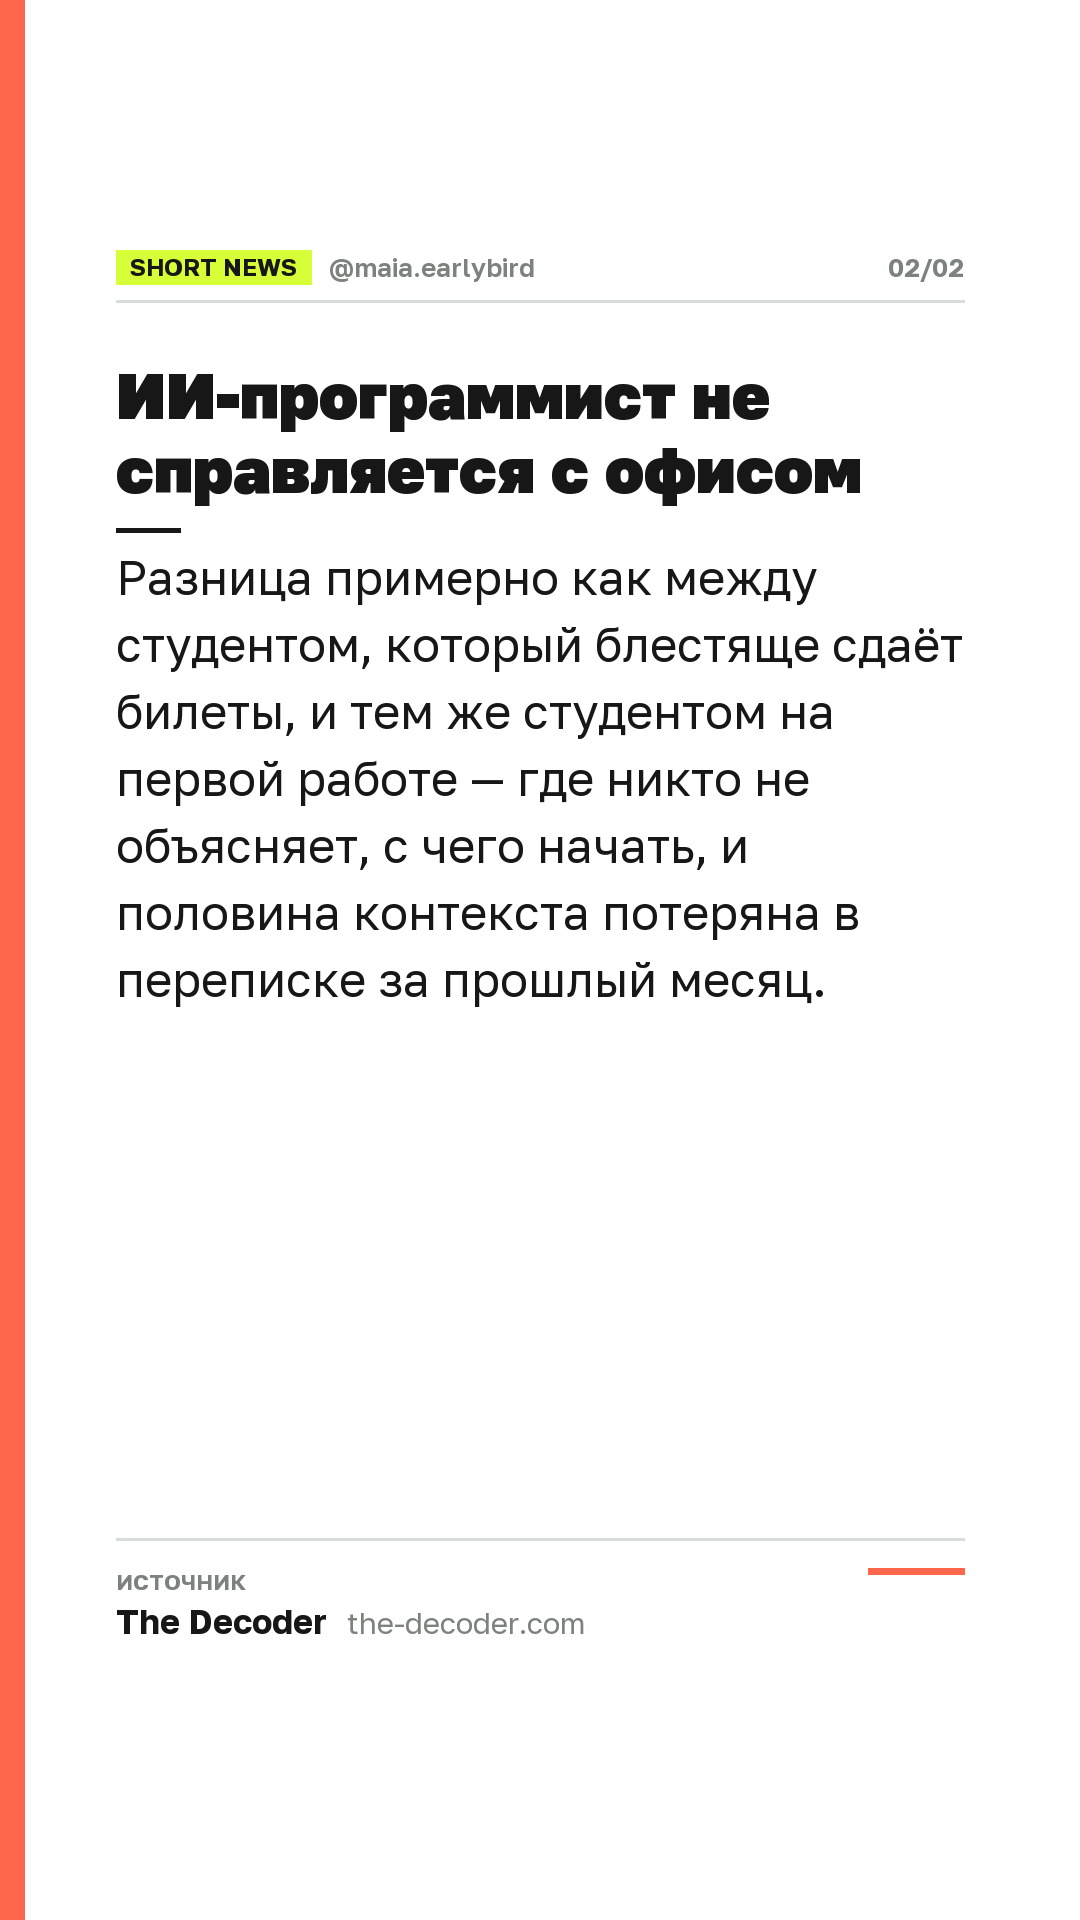 SHORT NEWS @maia.earlybird 02/02
ИИ-программист не
справляется с офисом
Разница примерно как между
студентом, который блестяще сдаёт
билеты, и тем же студентом на
первой работе — где никто не
объясняет, с чего начать, и
половина контекста потеряна в
переписке за прошлый месяц.
источник
The Decoder the-decoder.com